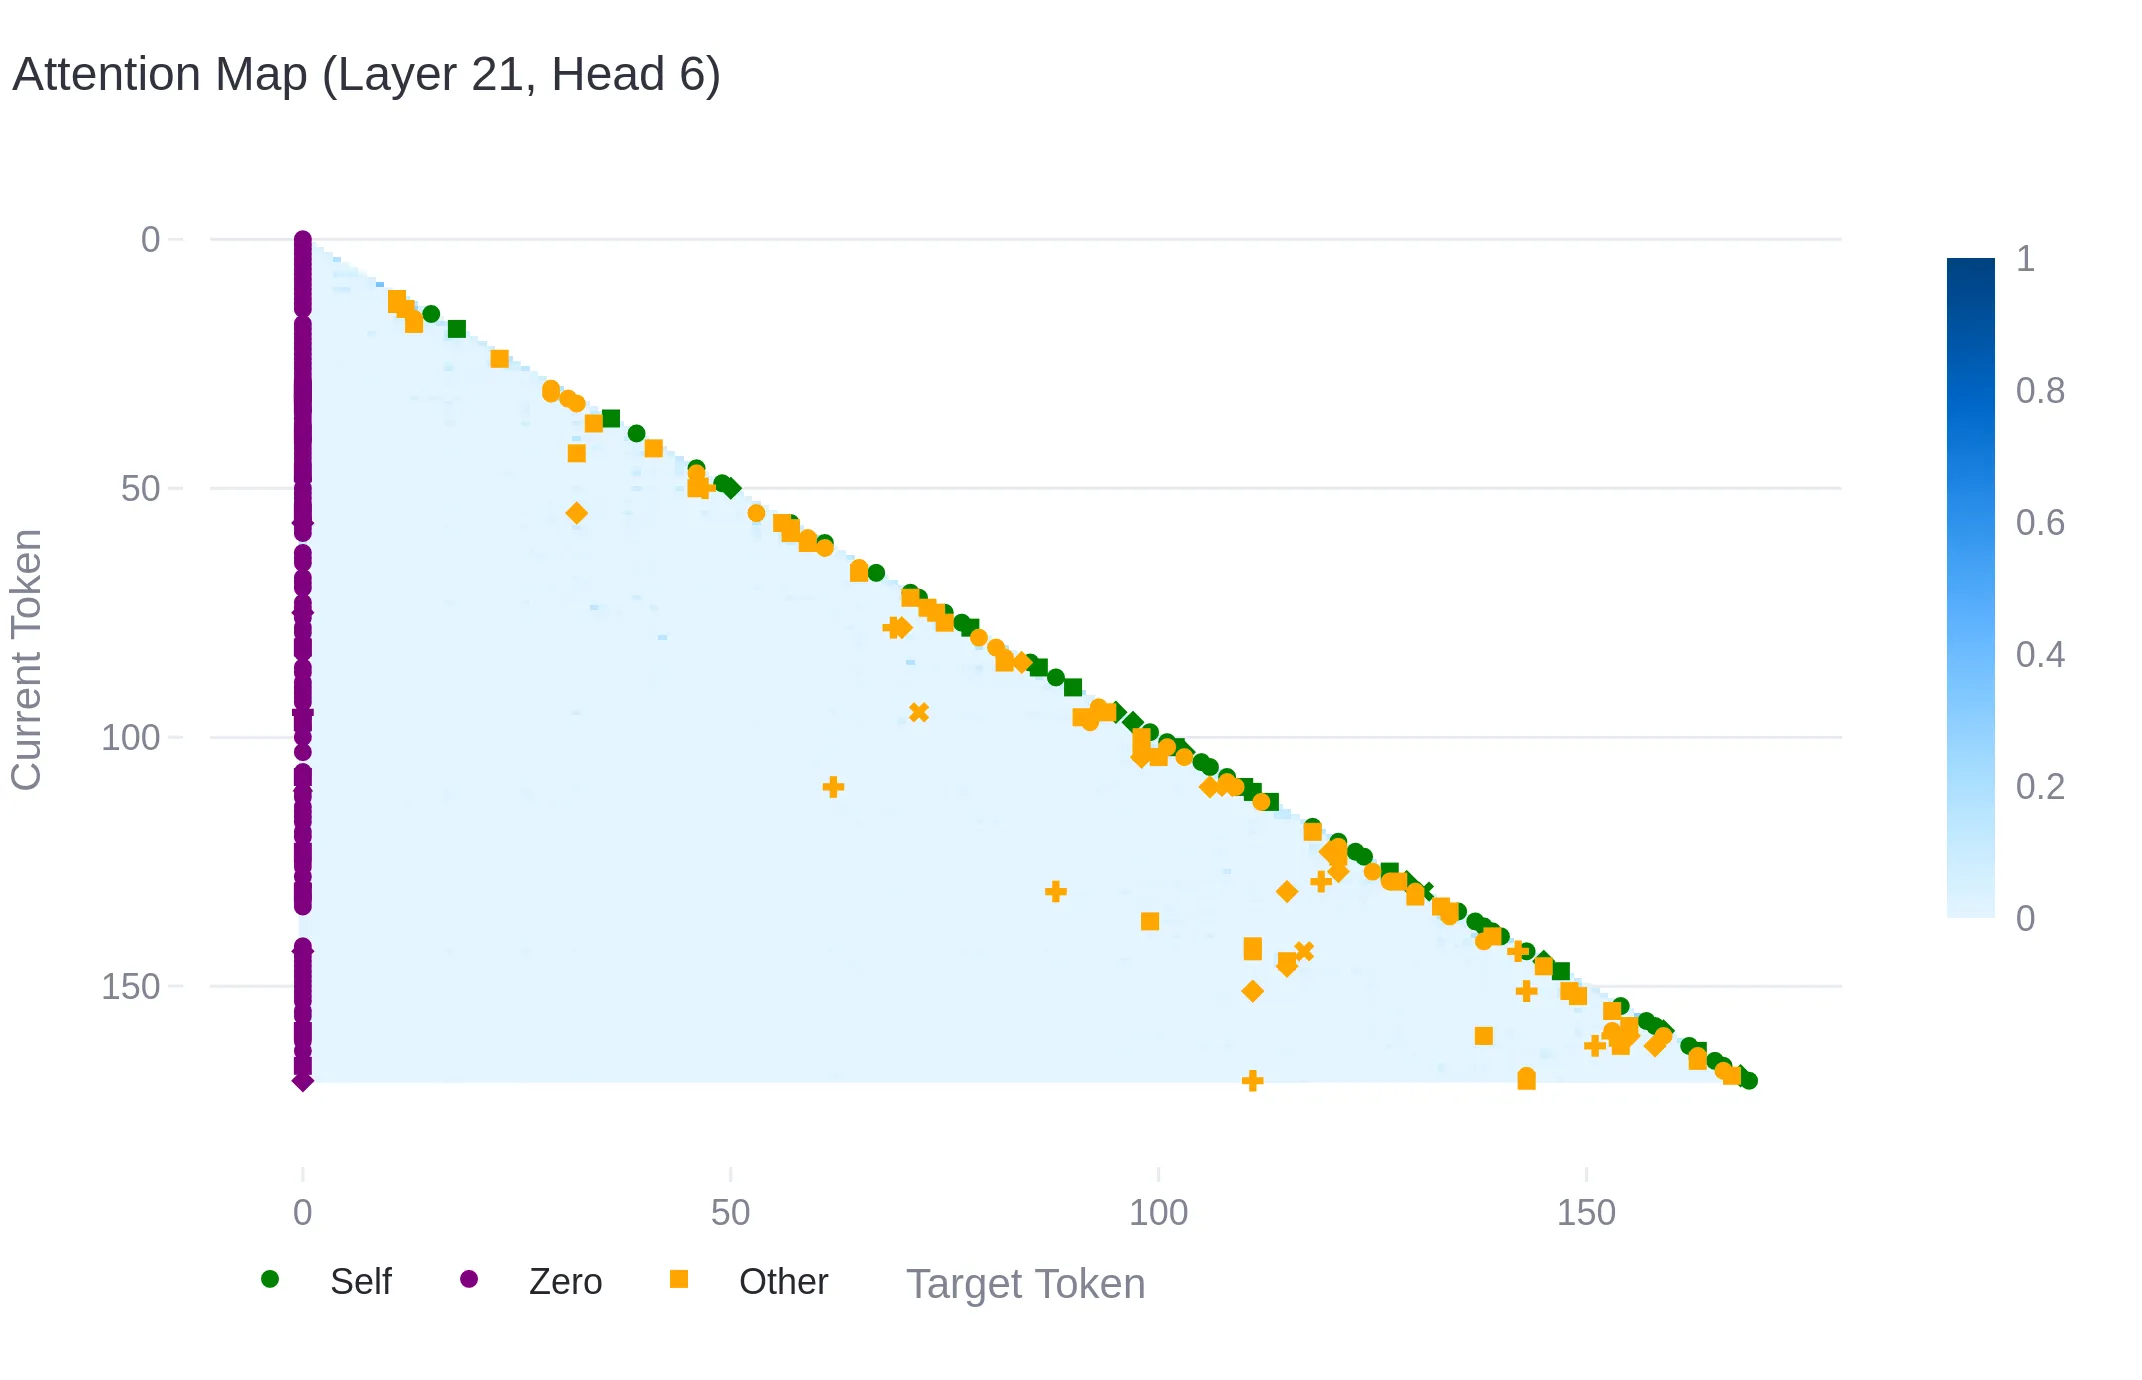 Attention Map (Layer 21, Head 6)
0
50
100
150
Current Token
1
0.8
0.6
0.4
0.2
0
0 50 100 150
Self Zero Other Target Token